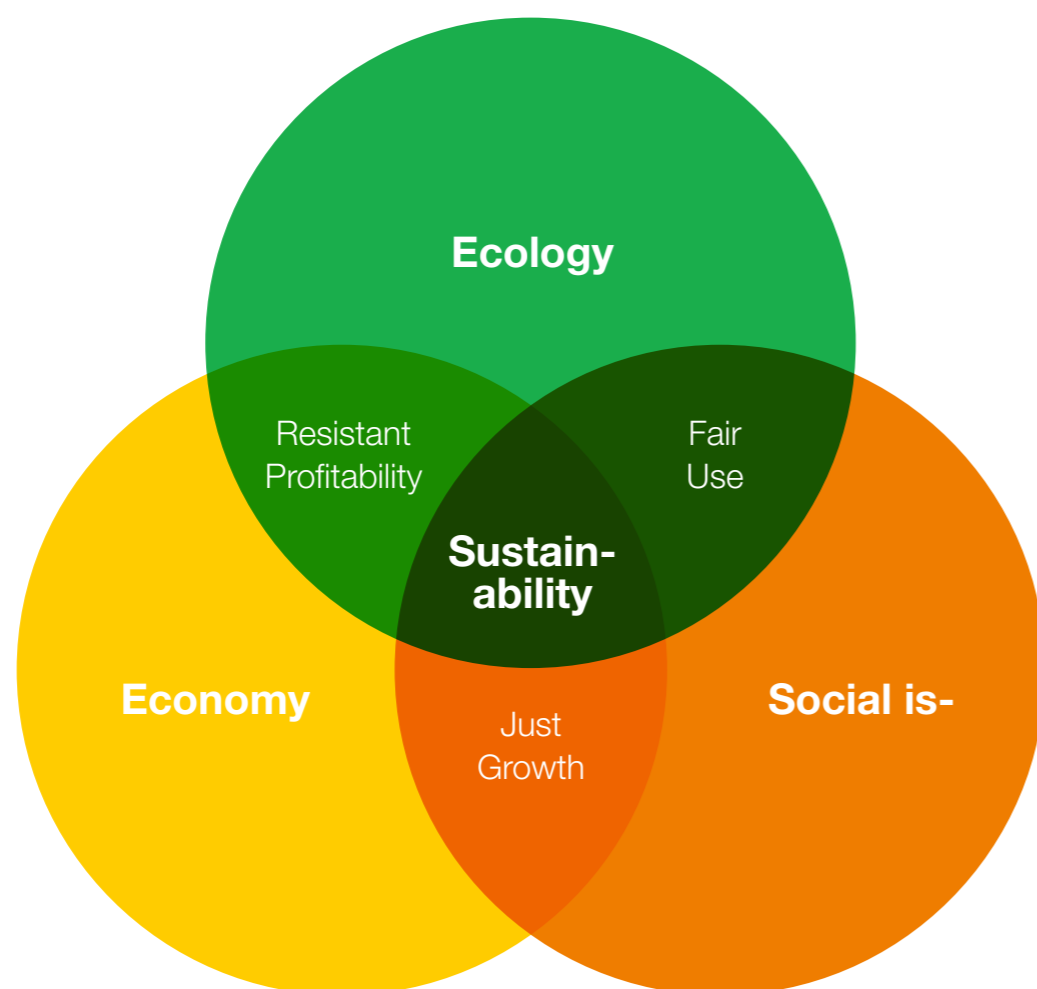 Ecology
Resistant
Profitability
Fair
Use
Sustain-
ability
Economy
Social is-
Just
Growth